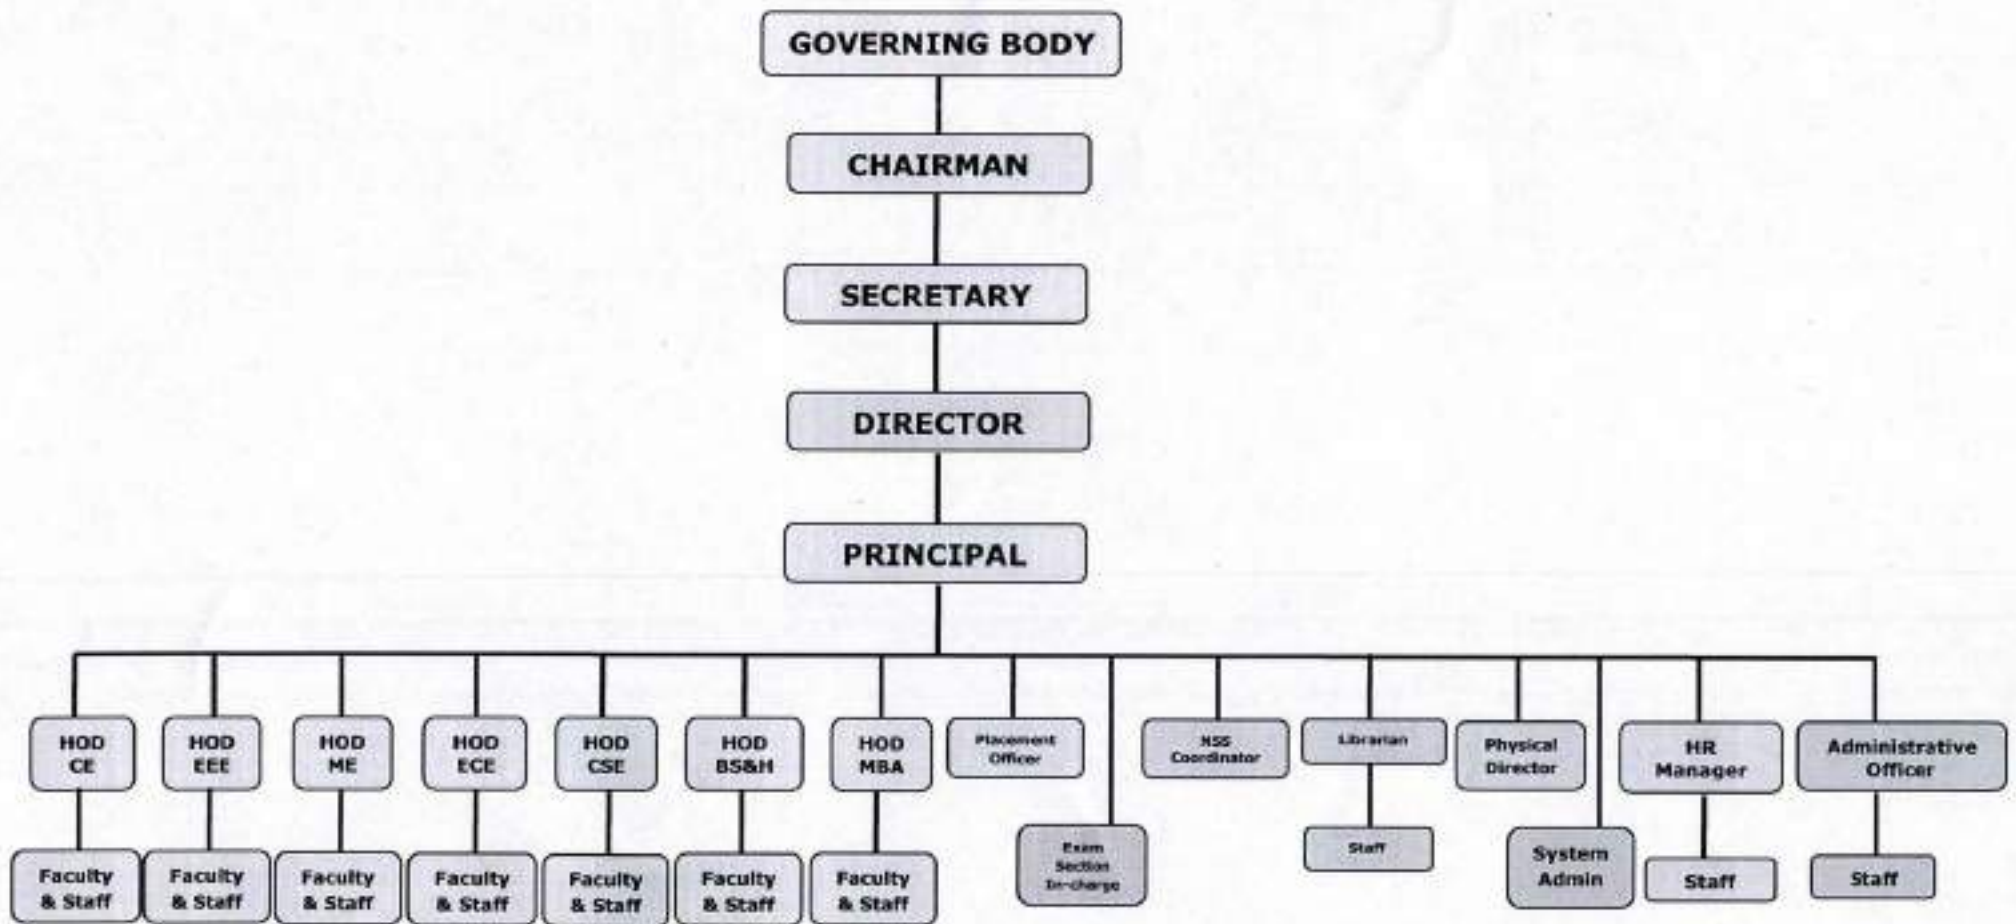 GOVERNING BODY
CHAIRMAN
SECRETARY
DIRECTOR
PRINCIPAL
HOD
CE
HOD
EEE
HOD
ME
HOD
ECE
HOD
CSE
HOD
BS&H
HOD
MBA
Placement
Officer
NSS
Coordinator
Librarian
Physical
Director
HR
Manager
Administrative
Officer
Faculty
& Staff
Faculty
& Staff
Faculty
& Staff
Faculty
& Staff
Faculty
& Staff
Faculty
& Staff
Faculty
& Staff
Exam
Section
In-charge
Staff
System
Admin
Staff
Staff